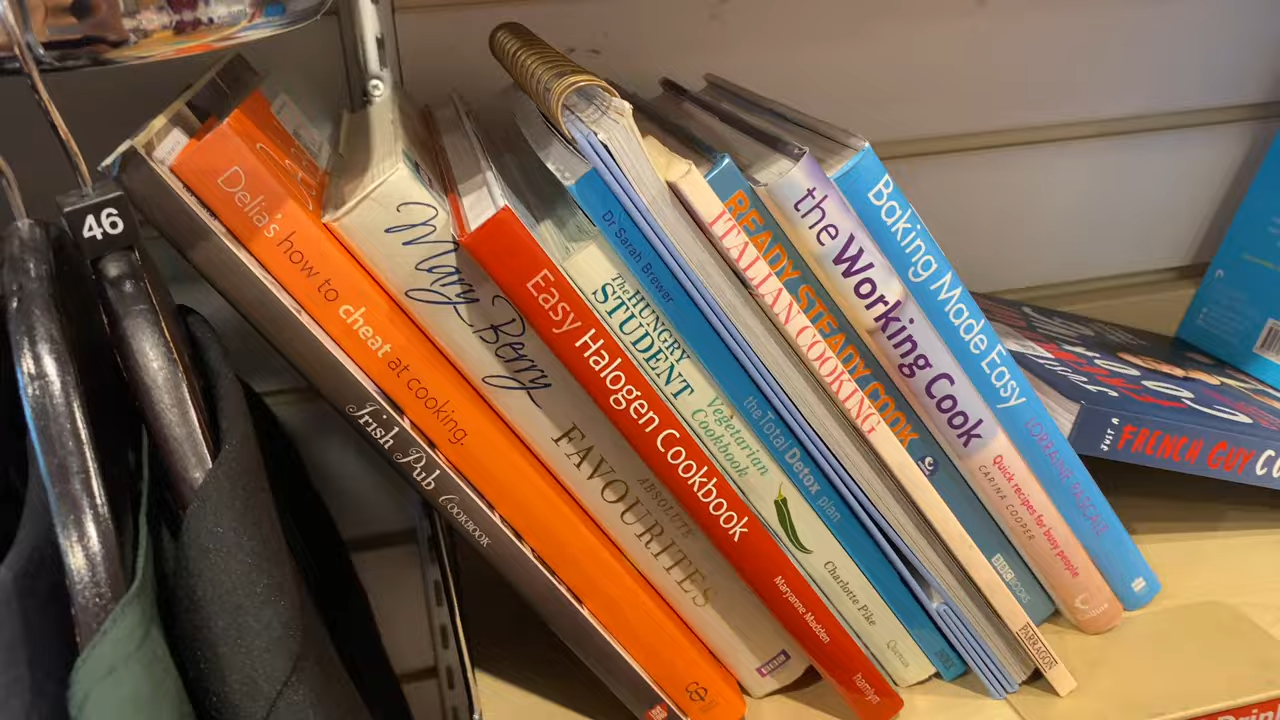 46
Irish Pub COOKBOOK
Delia's how to cheat at cooking.
Mary Berry
ABSOLUTE
FAVOURITES
BBC
Easy Halogen Cookbook
Maryanne Madden
hamlyn
The HUNGRY
STUDENT
Vegetarian
Cookbook
Charlotte Pike
Quercus
Dr Sarah Brewer
the Total Detox plan
ITALIAN COOKING
PARRAGON
READY STEADY COOK
BBC BOOKS
the Working Cook
Quick recipes for busy people
CARINA COOPER
Baking Made Easy
LORRAINE PASCALE
JUST A
FRENCH GUY